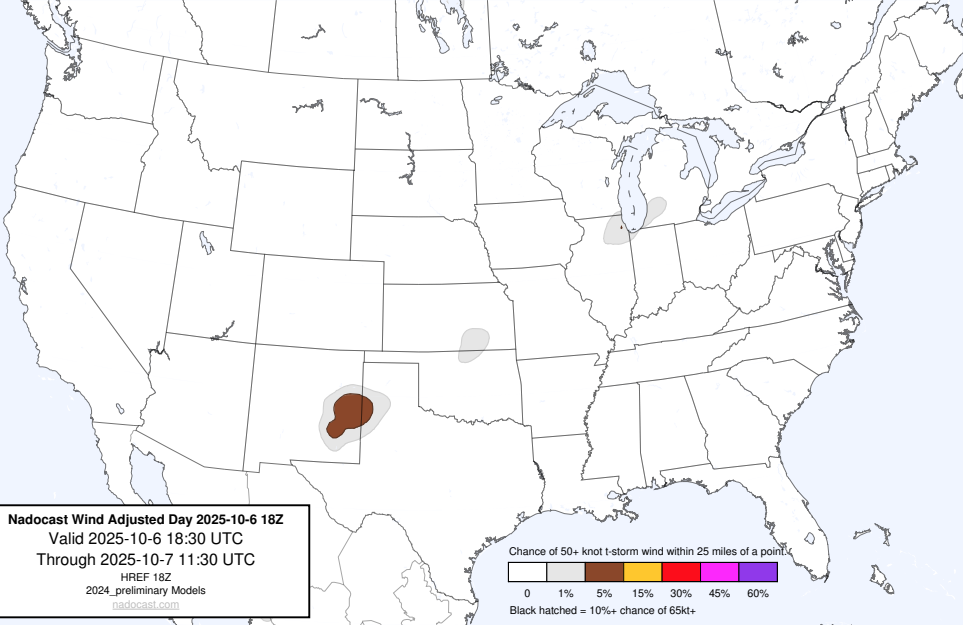 Nadocast Wind Adjusted Day 2025-10-6 18Z
Valid 2025-10-6 18:30 UTC
Through 2025-10-7 11:30 UTC
HREF 18Z
2024_preliminary Models
nadocast.com
Chance of 50+ knot t-storm wind within 25 miles of a point.
0 1% 5% 15% 30% 45% 60%
Black hatched = 10%+ chance of 65kt+